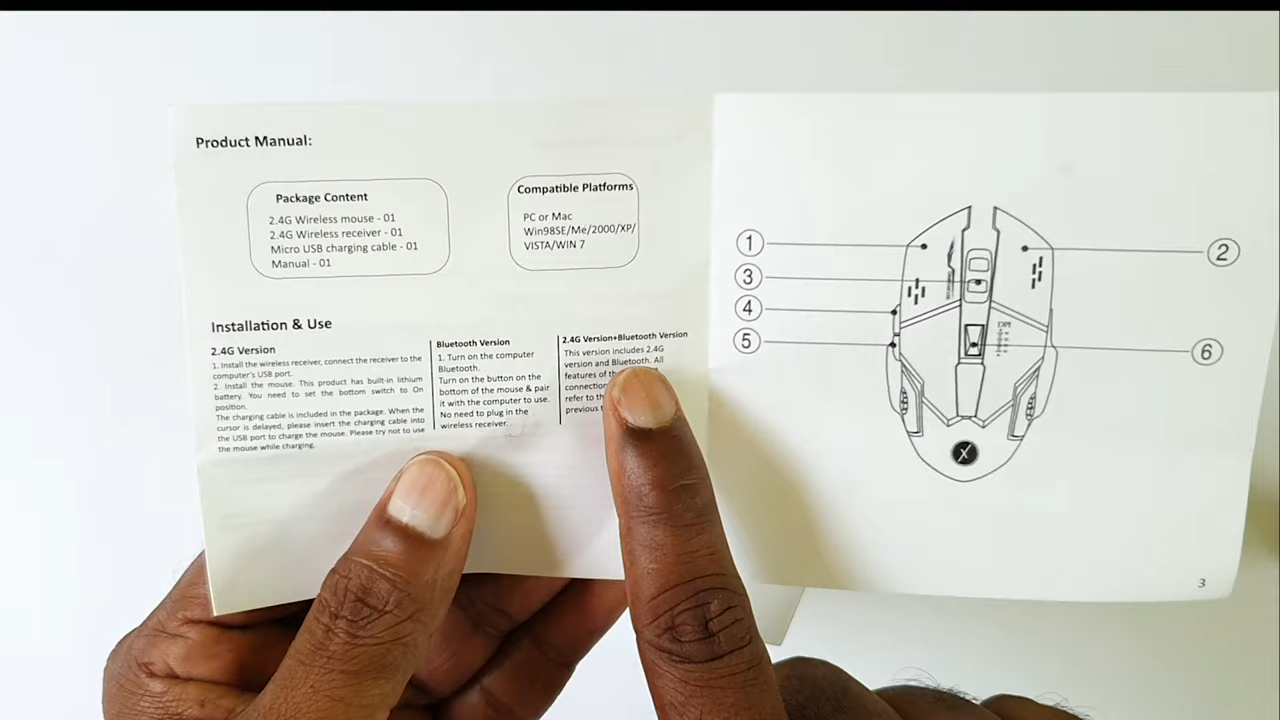 Product Manual:
Package Content
2.4G Wireless mouse - 01
2.4G Wireless receiver - 01
Micro USB charging cable - 01
Manual - 01
Compatible Platforms
PC or Mac
Win98SE/Me/2000/XP/
VISTA/WIN 7
Installation & Use
2.4G Version
1. Install the wireless receiver, connect the receiver to the
computer's USB port.
2. Install the mouse. This product has built-in lithium
battery. You need to set the bottom switch to On
position.
The charging cable is included in the package. When the
cursor is delayed, please insert the charging cable into
the USB port to charge the mouse. Please try not to use
the mouse while charging.
Bluetooth Version
1. Turn on the computer
Bluetooth.
Turn on the button on the
bottom of the mouse & pair
it with the computer to use.
No need to plug in the
wireless receiver.
2.4G Version+Bluetooth Version
This version includes 2.4G
version and Bluetooth. All
features of
connection
refer to
previous
1
2
3
4
5
6
DPI
X
3